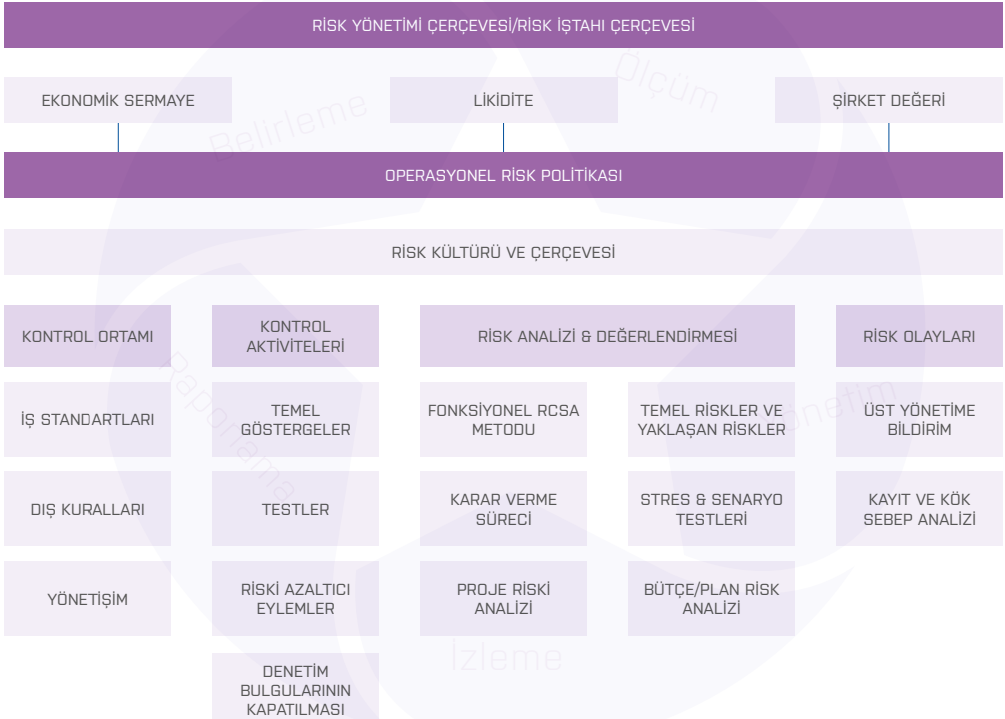 RİSK YÖNETİMİ ÇERÇEVESİ/RİSK İŞTAHI ÇERÇEVESİ
Ölçüm
EKONOMİK SERMAYE
LİKİDİTE
ŞİRKET DEĞERİ
Belirleme
OPERASYONEL RİSK POLİTİKASI
RİSK KÜLTÜRÜ VE ÇERÇEVESİ
KONTROL ORTAMI
KONTROL
AKTİVİTELERİ
RİSK ANALİZİ & DEĞERLENDİRMESİ
RİSK OLAYLARI
Raporlama
Yönetim
İŞ STANDARTLARI
TEMEL
GÖSTERGELER
FONKSİYONEL RCSA
METODU
TEMEL RİSKLER VE
YAKLAŞAN RİSKLER
ÜST YÖNETİME
BİLDİRİM
DIŞ KURALLARI
TESTLER
KARAR VERME
SÜRECİ
STRES & SENARYO
TESTLERİ
KAYIT VE KÖK
SEBEP ANALİZİ
YÖNETİŞİM
RİSKİ AZALTICI
EYLEMLER
PROJE RİSKİ
ANALİZİ
BÜTÇE/PLAN RİSK
ANALİZİ
İzleme
DENETİM
BULGULARININ
KAPATILMASI